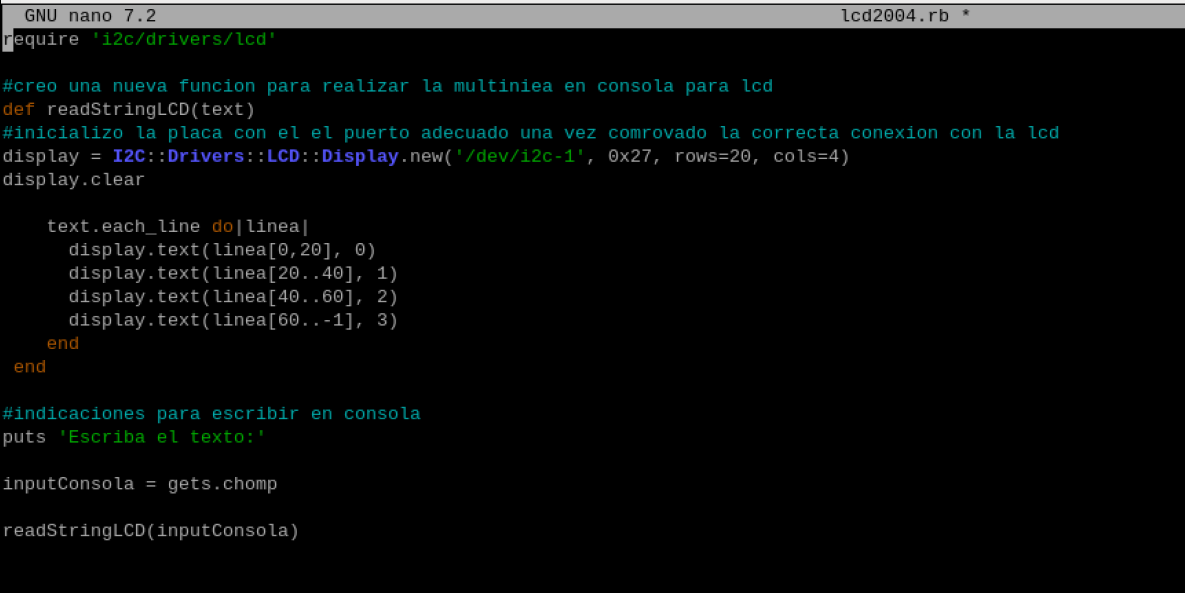 GNU nano 7.2 lcd2004.rb *
require 'i2c/drivers/lcd'
#creo una nueva funcion para realizar la multiniea en consola para lcd
def readStringLCD(text)
#inicializo la placa con el el puerto adecuado una vez comrovado la correcta conexion con la lcd
display = I2C::Drivers::LCD::Display.new('/dev/i2c-1', 0x27, rows=20, cols=4)
display.clear
text.each_line do|linea|
display.text(linea[0,20], 0)
display.text(linea[20..40], 1)
display.text(linea[40..60], 2)
display.text(linea[60..-1], 3)
end
end
#indicaciones para escribir en consola
puts 'Escriba el texto:'
inputConsola = gets.chomp
readStringLCD(inputConsola)